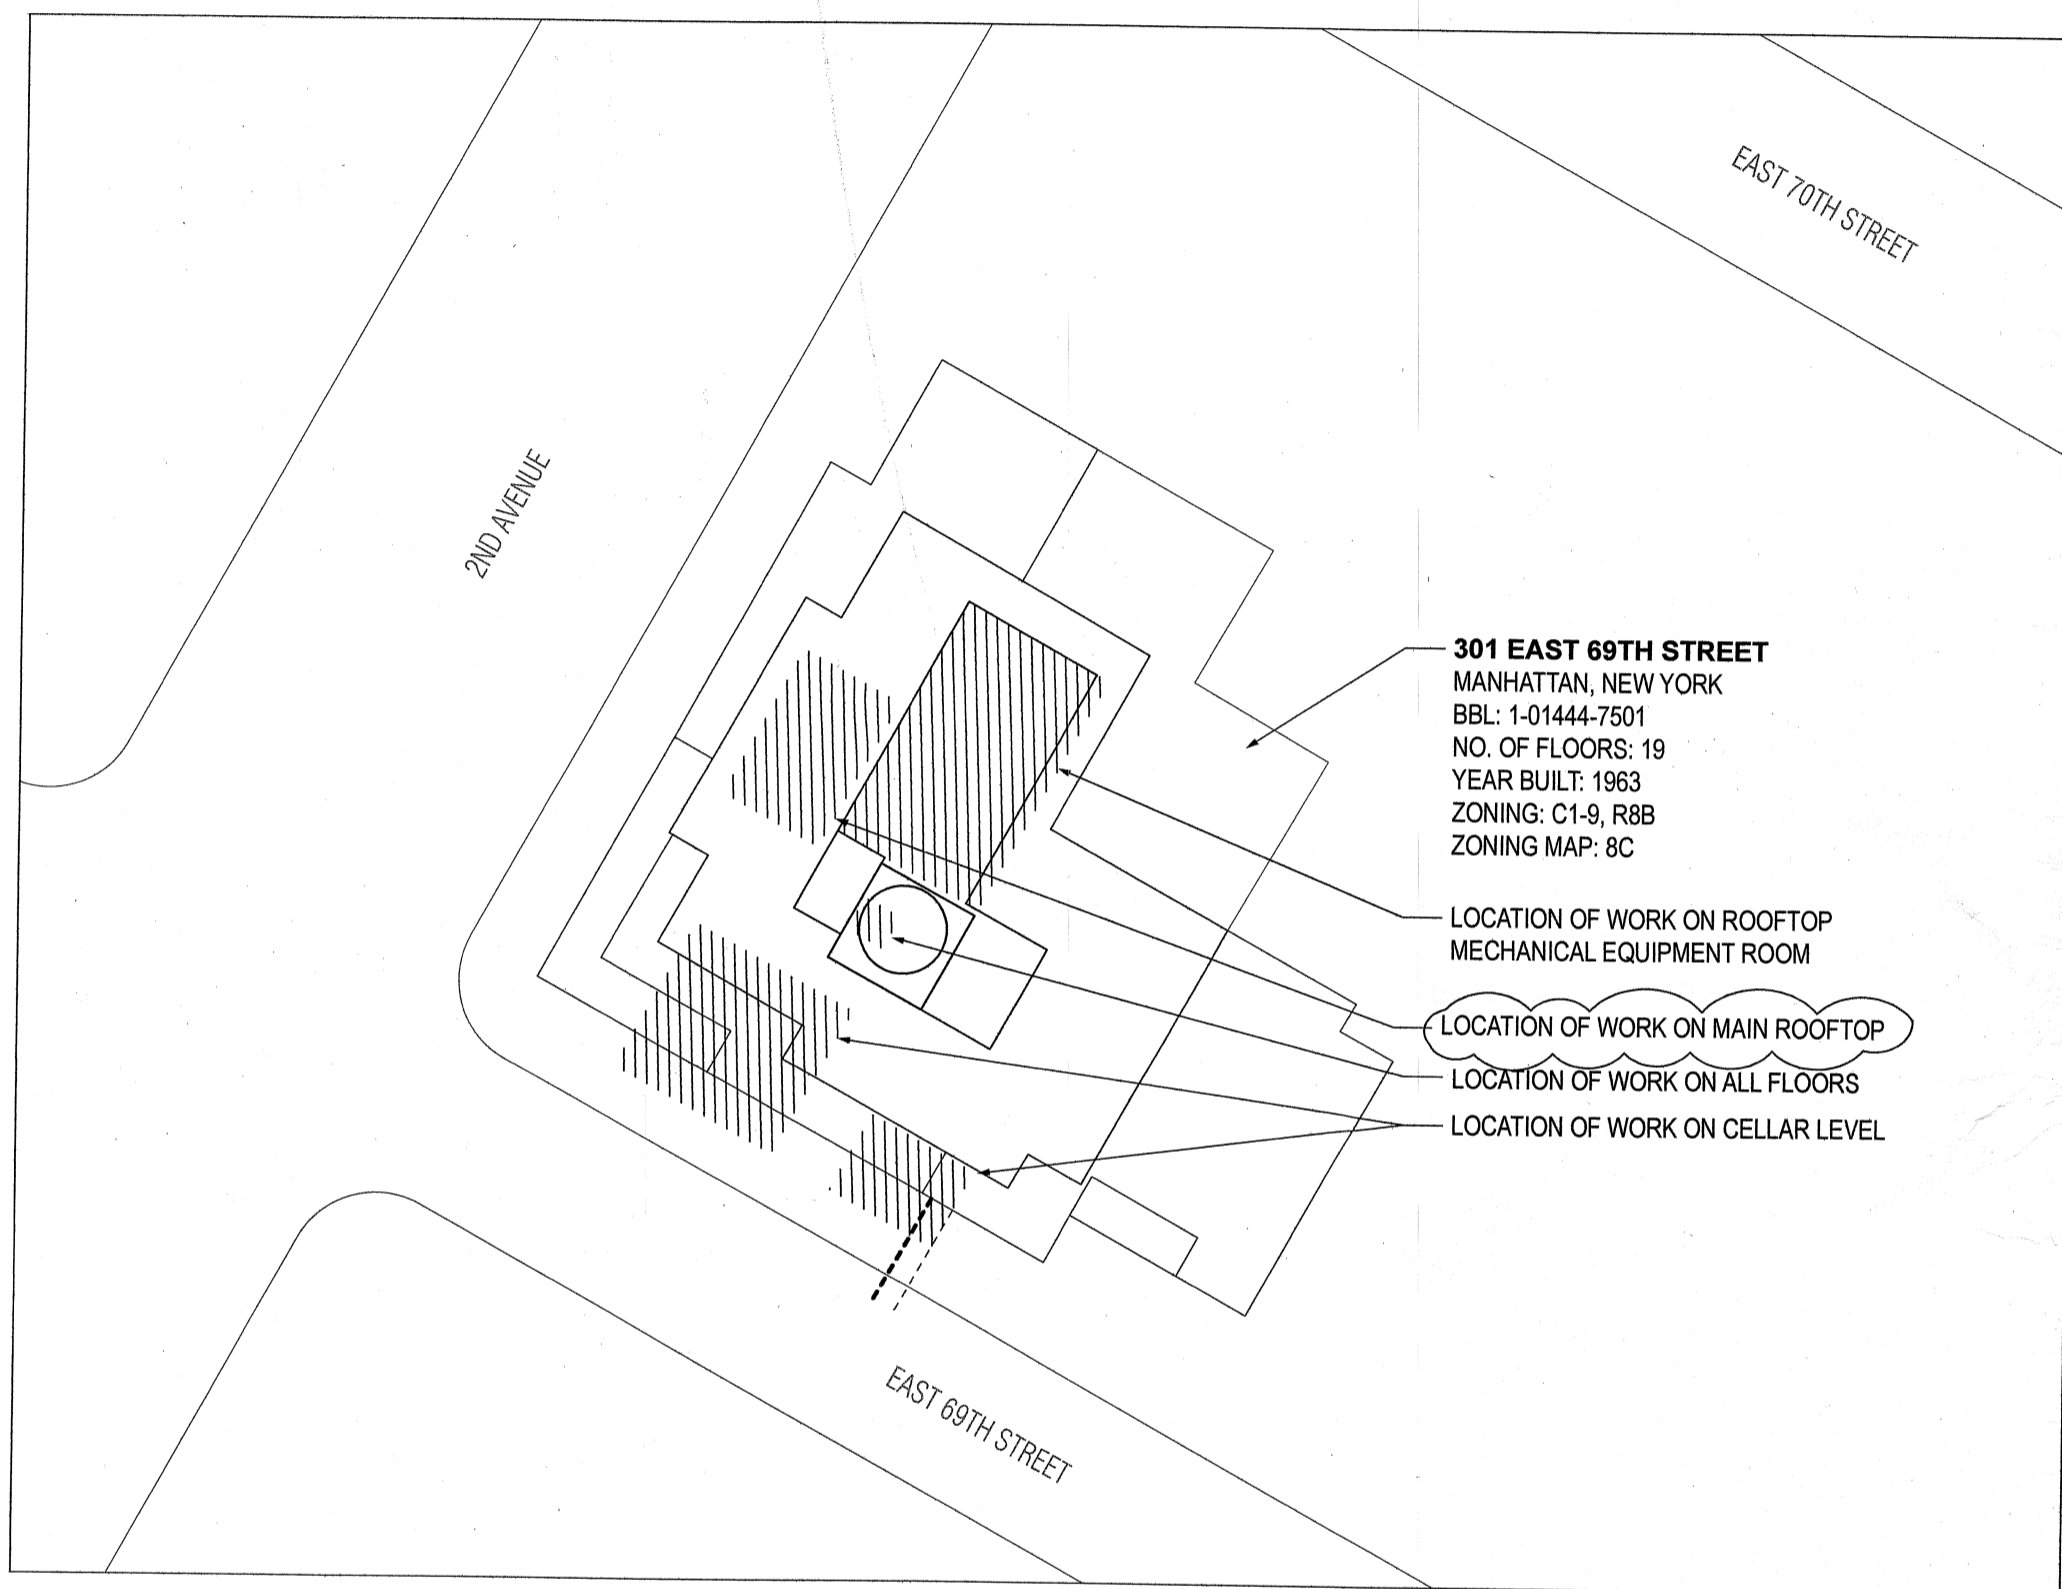 EAST 70TH STREET
2ND AVENUE
301 EAST 69TH STREET
MANHATTAN, NEW YORK
BBL: 1-01444-7501
NO. OF FLOORS: 19
YEAR BUILT: 1963
ZONING: C1-9, R8B
ZONING MAP: 8C
LOCATION OF WORK ON ROOFTOP
MECHANICAL EQUIPMENT ROOM
LOCATION OF WORK ON MAIN ROOFTOP
LOCATION OF WORK ON ALL FLOORS
LOCATION OF WORK ON CELLAR LEVEL
EAST 69TH STREET